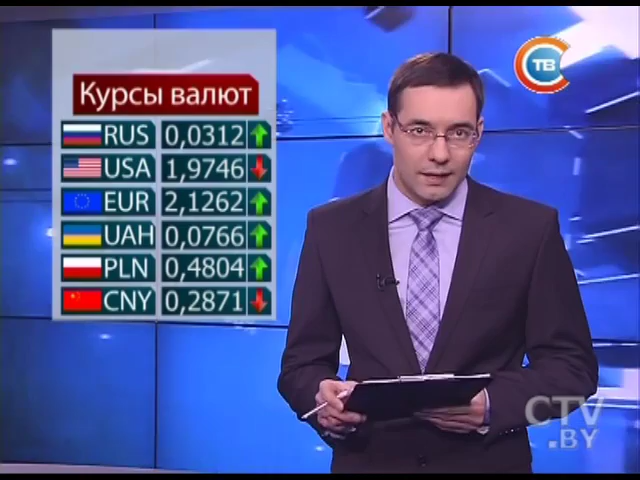 Курсы валют
RUS 0,0312
USA 1,9746
EUR 2,1262
UAH 0,0766
PLN 0,4804
CNY 0,2871
СТВ
CTV
.BY